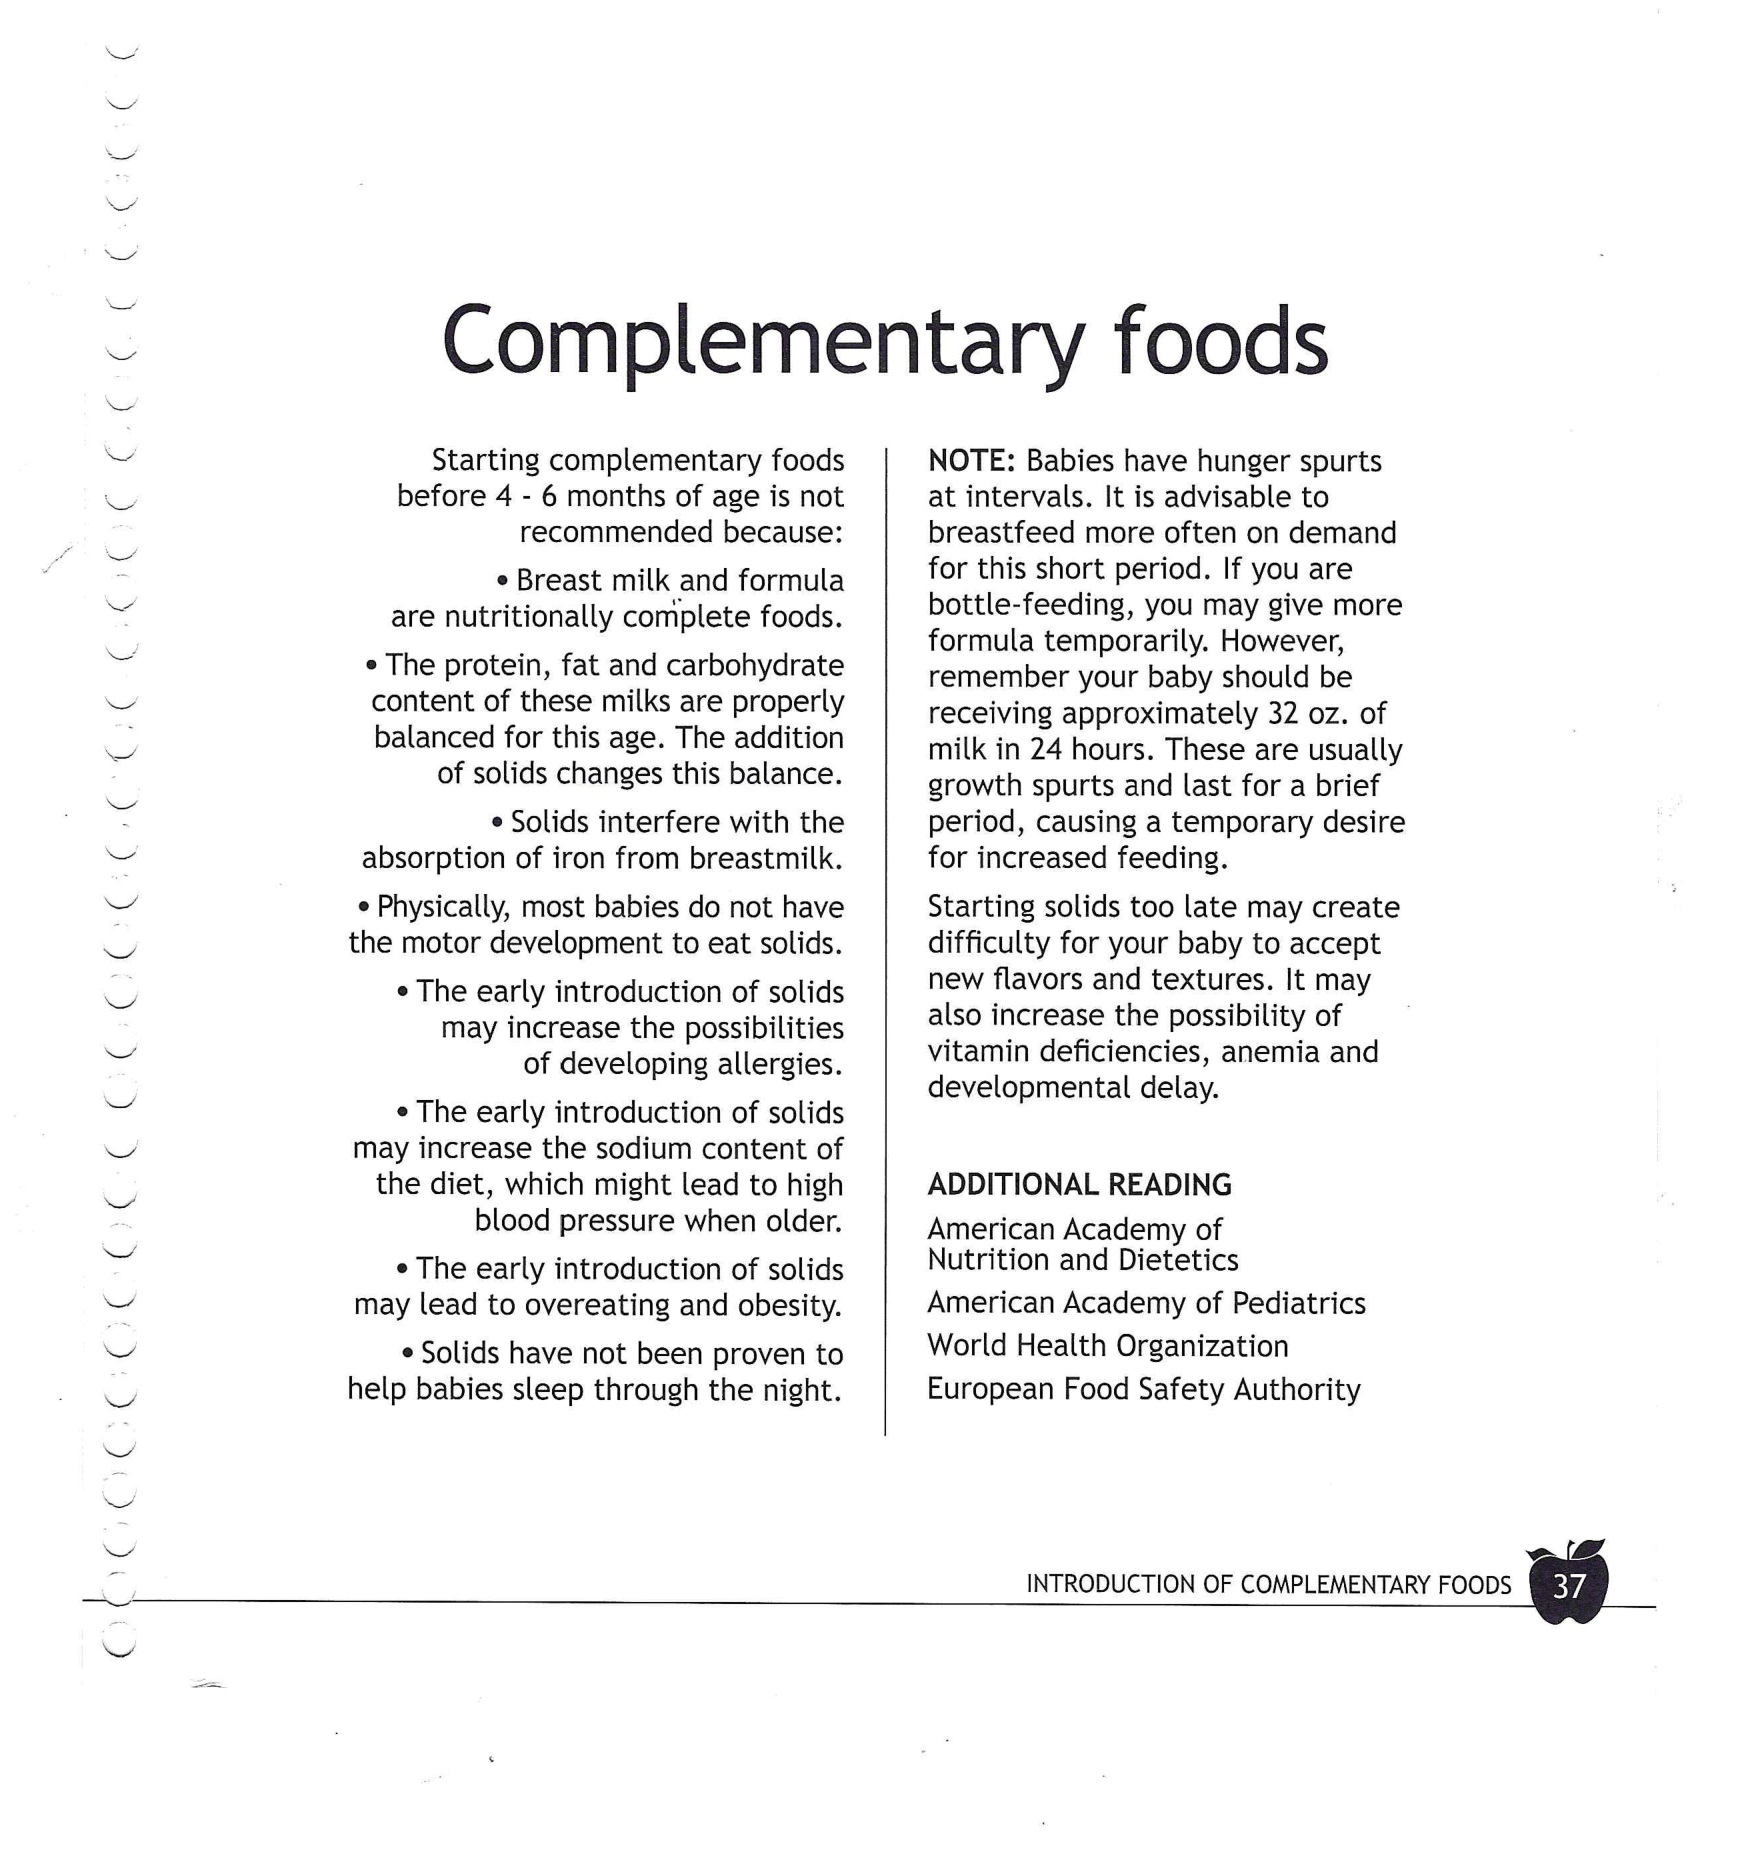 Complementary foods
Starting complementary foods
before 4 - 6 months of age is not
recommended because:
• Breast milk and formula
are nutritionally complete foods.
• The protein, fat and carbohydrate
content of these milks are properly
balanced for this age. The addition
of solids changes this balance.
• Solids interfere with the
absorption of iron from breastmilk.
• Physically, most babies do not have
the motor development to eat solids.
• The early introduction of solids
may increase the possibilities
of developing allergies.
• The early introduction of solids
may increase the sodium content of
the diet, which might lead to high
blood pressure when older.
• The early introduction of solids
may lead to overeating and obesity.
• Solids have not been proven to
help babies sleep through the night.
NOTE: Babies have hunger spurts
at intervals. It is advisable to
breastfeed more often on demand
for this short period. If you are
bottle-feeding, you may give more
formula temporarily. However,
remember your baby should be
receiving approximately 32 oz. of
milk in 24 hours. These are usually
growth spurts and last for a brief
period, causing a temporary desire
for increased feeding.
Starting solids too late may create
difficulty for your baby to accept
new flavors and textures. It may
also increase the possibility of
vitamin deficiencies, anemia and
developmental delay.
ADDITIONAL READING
American Academy of
Nutrition and Dietetics
American Academy of Pediatrics
World Health Organization
European Food Safety Authority
INTRODUCTION OF COMPLEMENTARY FOODS 37